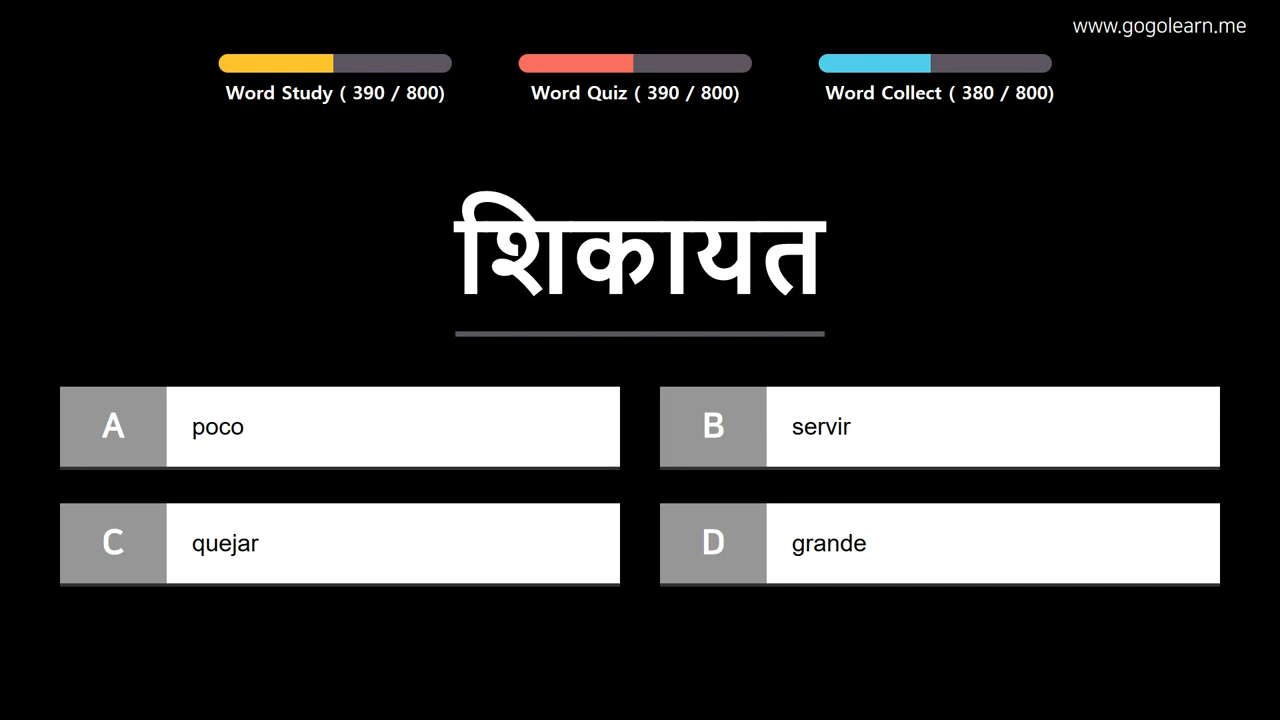 www.gogolearn.me
Word Study ( 390 / 800)
Word Quiz ( 390 / 800)
Word Collect ( 380 / 800)
शिकायत
A poco
B servir
C quejar
D grande